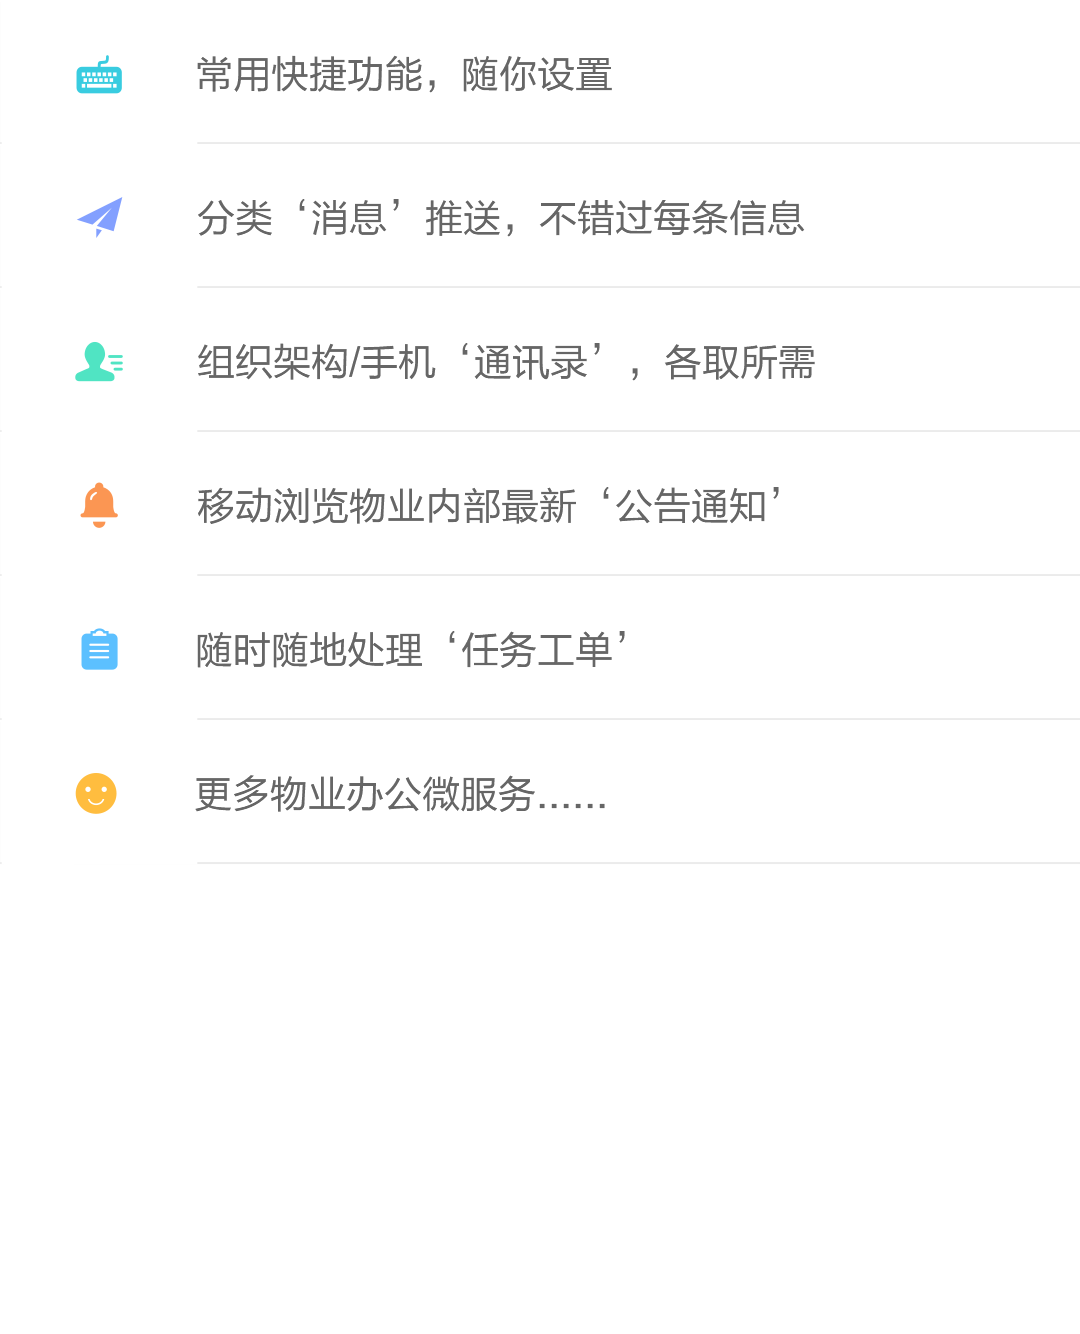 常用快捷功能，随你设置
分类‘消息’推送，不错过每条信息
组织架构/手机‘通讯录’，各取所需
移动浏览物业内部最新‘公告通知’
随时随地处理‘任务工单’
更多物业办公微服务......